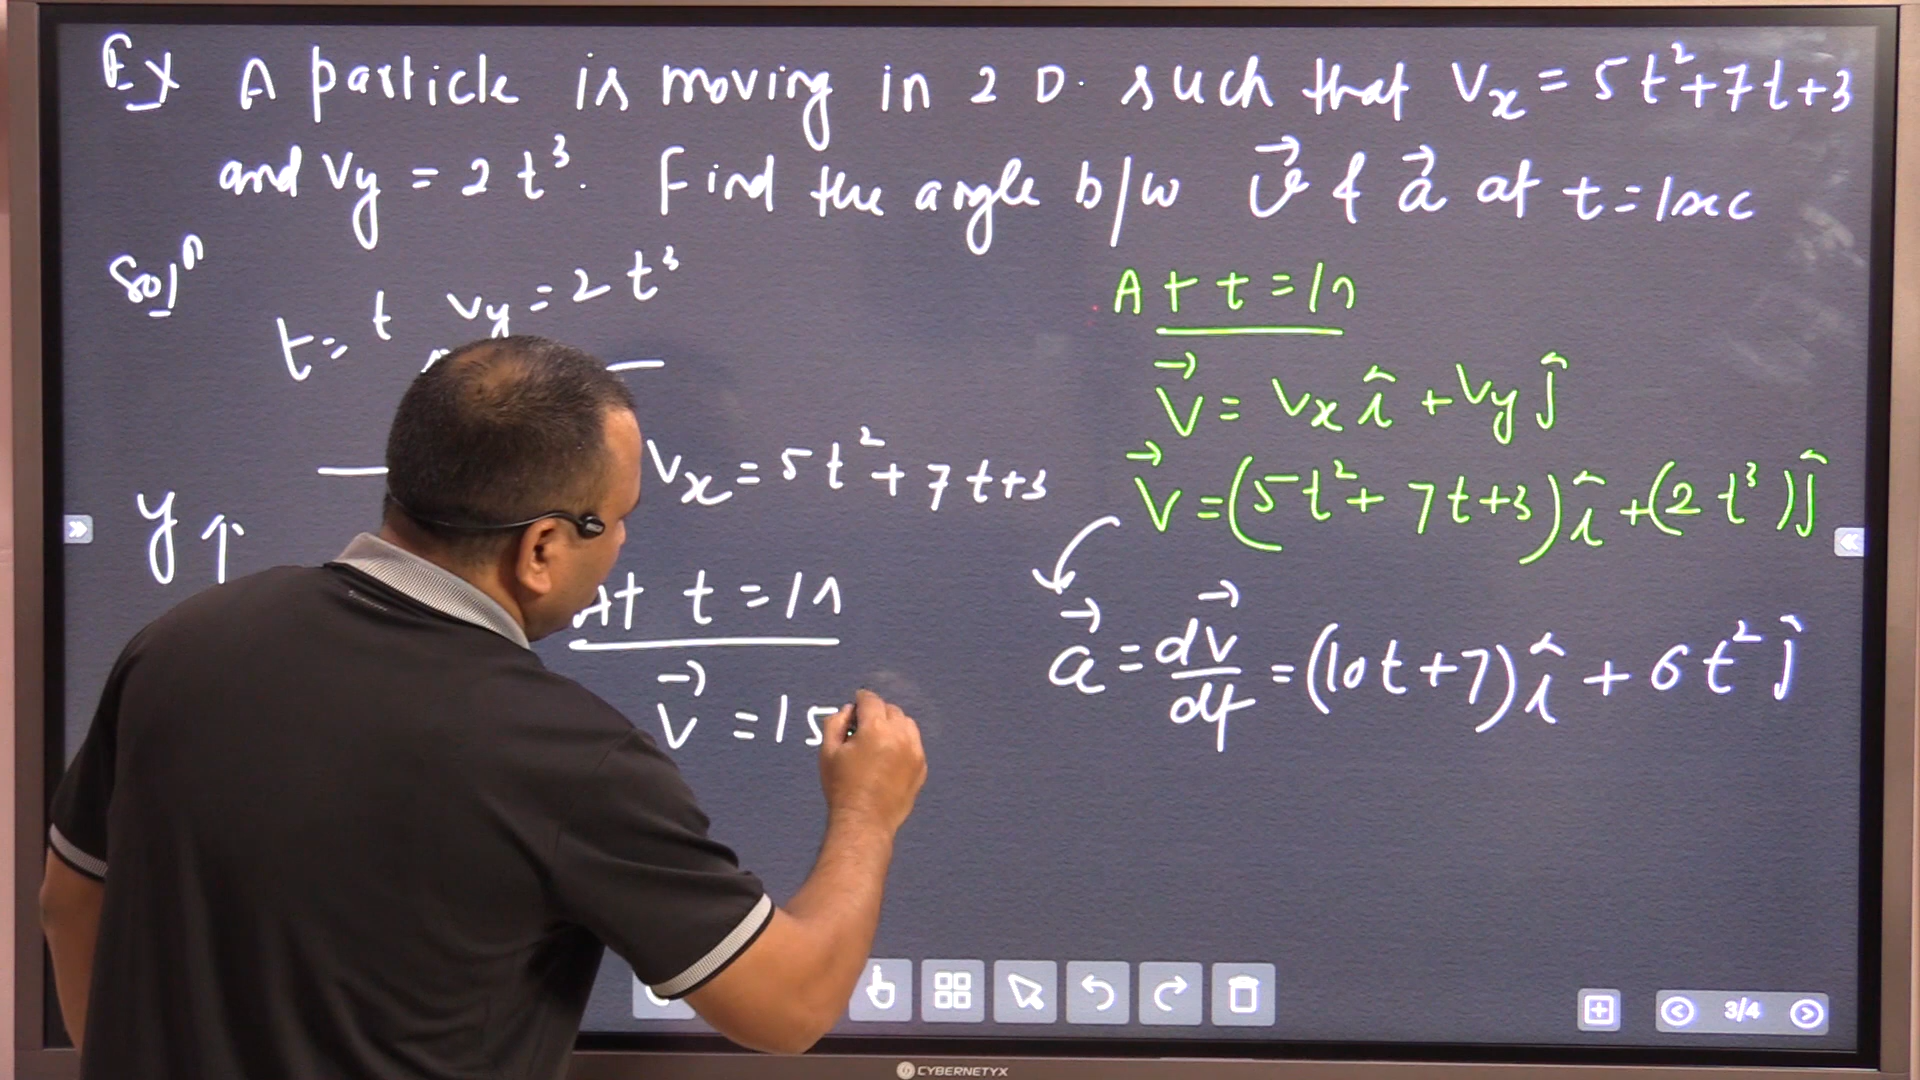 Ex A particle is moving in 2 D. such that Vx = 5t²+7t+3
and Vy = 2t³. Find the angle b/w v⃗ & a⃗ at t=1sec
Solⁿ
t= t Vy = 2t³
Vx = 5t²+7t+3
y↑
At t=1s
V⃗ = 15
At t=1s
V⃗ = Vx î + Vy ĵ
V⃗ = (5t²+7t+3) î + (2t³) ĵ
a⃗ = dv⃗/dt = (10t+7) î + 6t² ĵ
3/4
CYBERNETYX